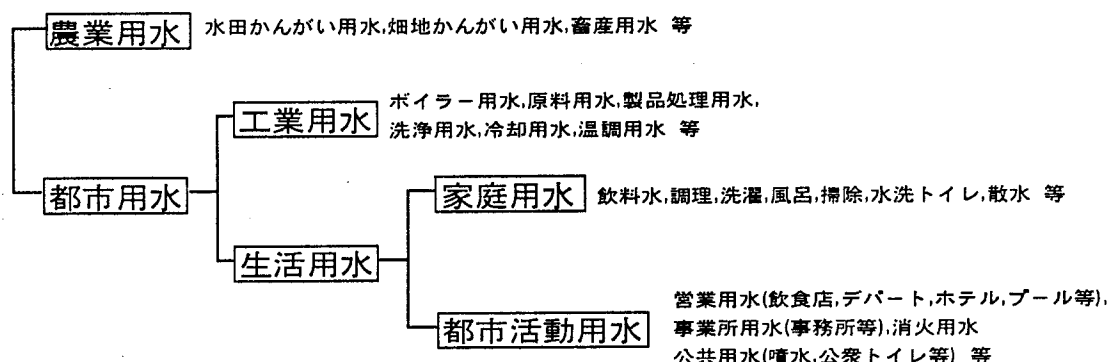 農業用水 水田かんがい用水,畑地かんがい用水,畜産用水 等
工業用水
ボイラー用水,原料用水,製品処理用水,
洗浄用水,冷却用水,温調用水 等
都市用水
家庭用水 飲料水,調理,洗濯,風呂,掃除,水洗トイレ,散水 等
生活用水
都市活動用水
営業用水(飲食店,デパート,ホテル,プール等),
事業所用水(事務所等),消火用水
公共用水(噴水,公衆トイレ等) 等